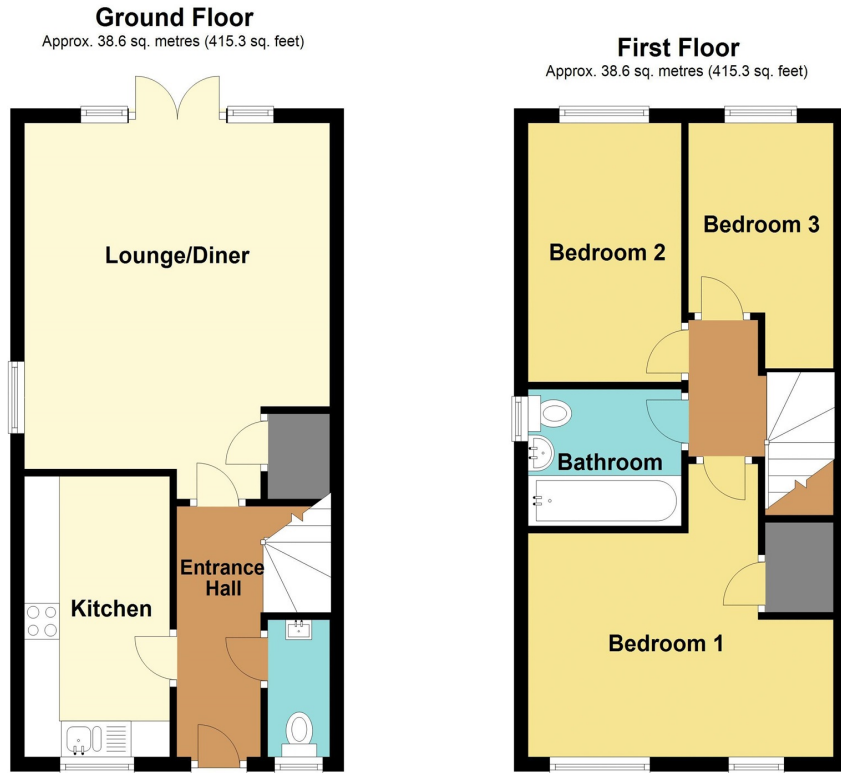 Ground Floor
Approx. 38.6 sq. metres (415.3 sq. feet)
Lounge/Diner
Kitchen
Entrance
Hall
First Floor
Approx. 38.6 sq. metres (415.3 sq. feet)
Bedroom 2
Bedroom 3
Bathroom
Bedroom 1